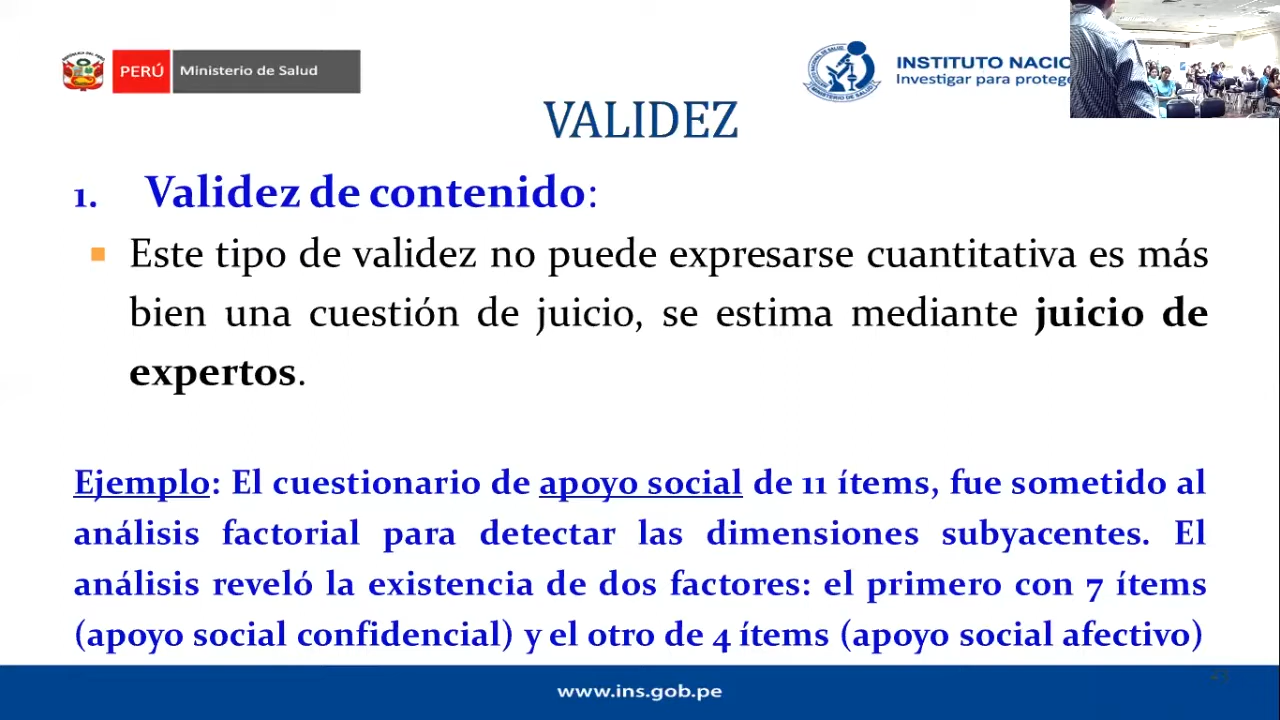 PERÚ Ministerio de Salud
INSTITUTO NACIO
Investigar para protege
VALIDEZ
1. Validez de contenido:
Este tipo de validez no puede expresarse cuantitativa es más
bien una cuestión de juicio, se estima mediante juicio de
expertos.
Ejemplo: El cuestionario de apoyo social de 11 ítems, fue sometido al
análisis factorial para detectar las dimensiones subyacentes. El
análisis reveló la existencia de dos factores: el primero con 7 ítems
(apoyo social confidencial) y el otro de 4 ítems (apoyo social afectivo)
www.ins.gob.pe